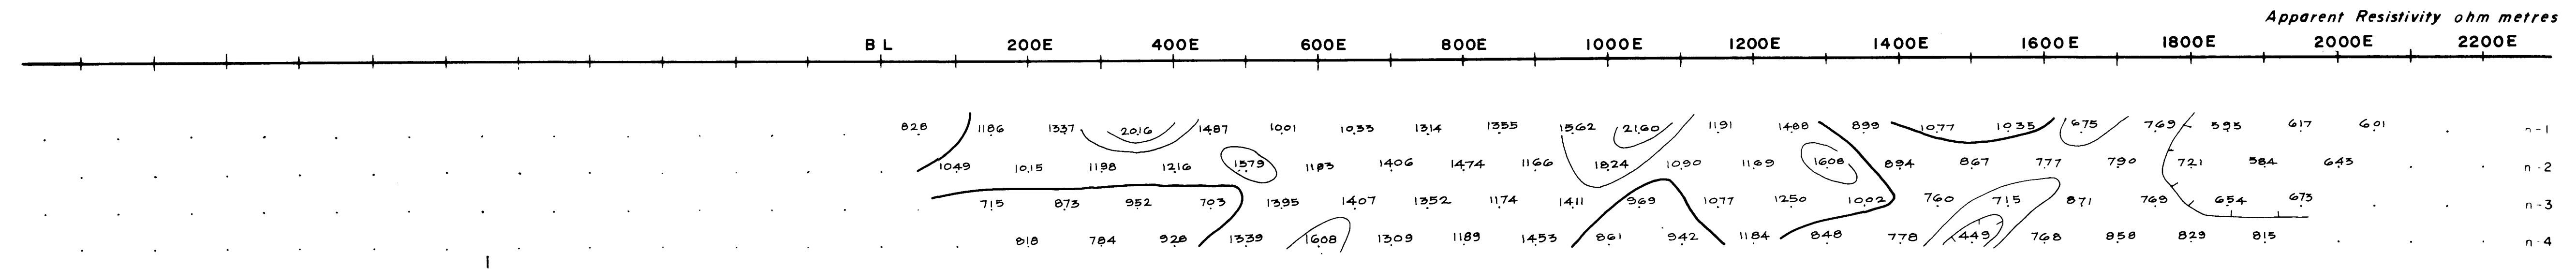 Apparent Resistivity ohm metres
B L 200E 400E 600E 800E 1000E 1200E 1400E 1600E 1800E 2000E 2200E
828 1186 1337 2016 1487 1001 1033 1314 1355 1562 2160 1191 1488 899 1077 1035 675 769 595 617 601 n-1
1049 1015 1198 1216 1579 1183 1406 1474 1166 1824 1090 1169 1608 894 867 777 790 721 584 643 n-2
715 873 952 703 1395 1407 1352 1174 1411 969 1077 1250 1002 760 715 871 769 654 673 n-3
818 784 928 1339 1608 1309 1189 1453 861 942 1184 848 778 449 768 858 829 815 n-4